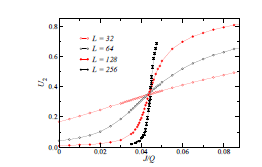 0.8
0.6
0.4
0.2
0.0
U2
L = 32
L = 64
L = 128
L = 256
0 0.02 0.04 0.06 0.08
J/Q